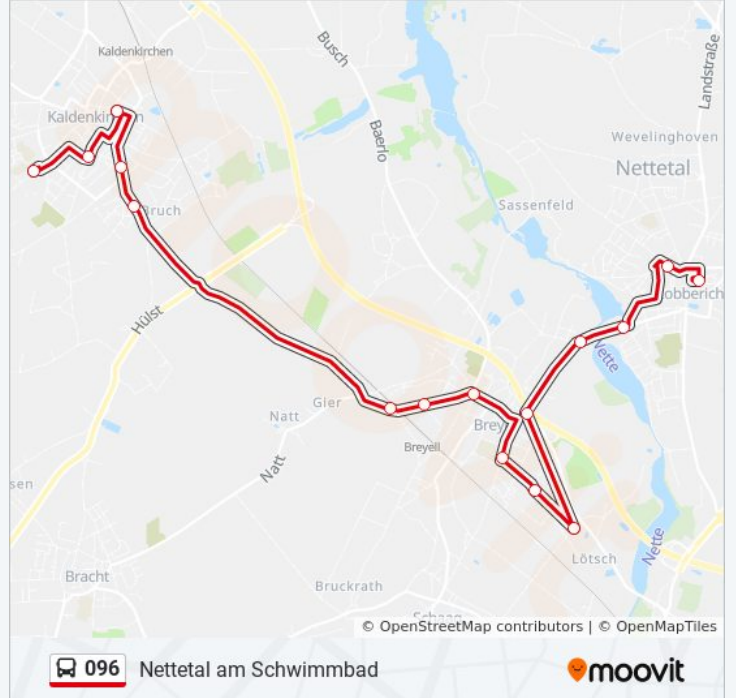 Busch
Landstraße
Kaldenkirchen
Kaldenkirchen
Baerlo
Wevelinghoven
Nettetal
Sassenfeld
Bruch
Lobberich
Hülst
Nette
Gier
Natt
Brey
Breyell
Natt
sen
Nette
Lötsch
Bracht
Bruckrath
Schaag
© OpenStreetMap contributors | © OpenMapTiles
096 Nettetal am Schwimmbad
moovit